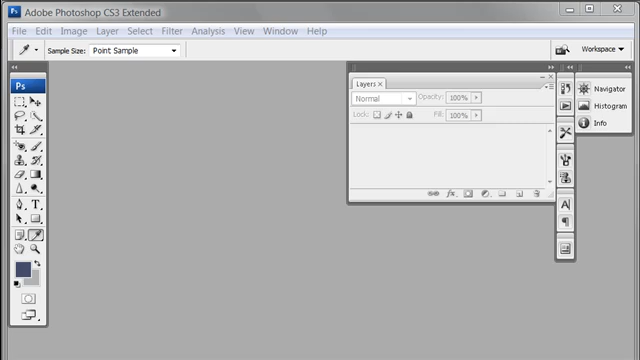 Ps Adobe Photoshop CS3 Extended
File Edit Image Layer Select Filter Analysis View Window Help
Sample Size: Point Sample Workspace
Ps
Layers
Normal Opacity: 100%
Lock: Fill: 100%
Navigator
Histogram
Info